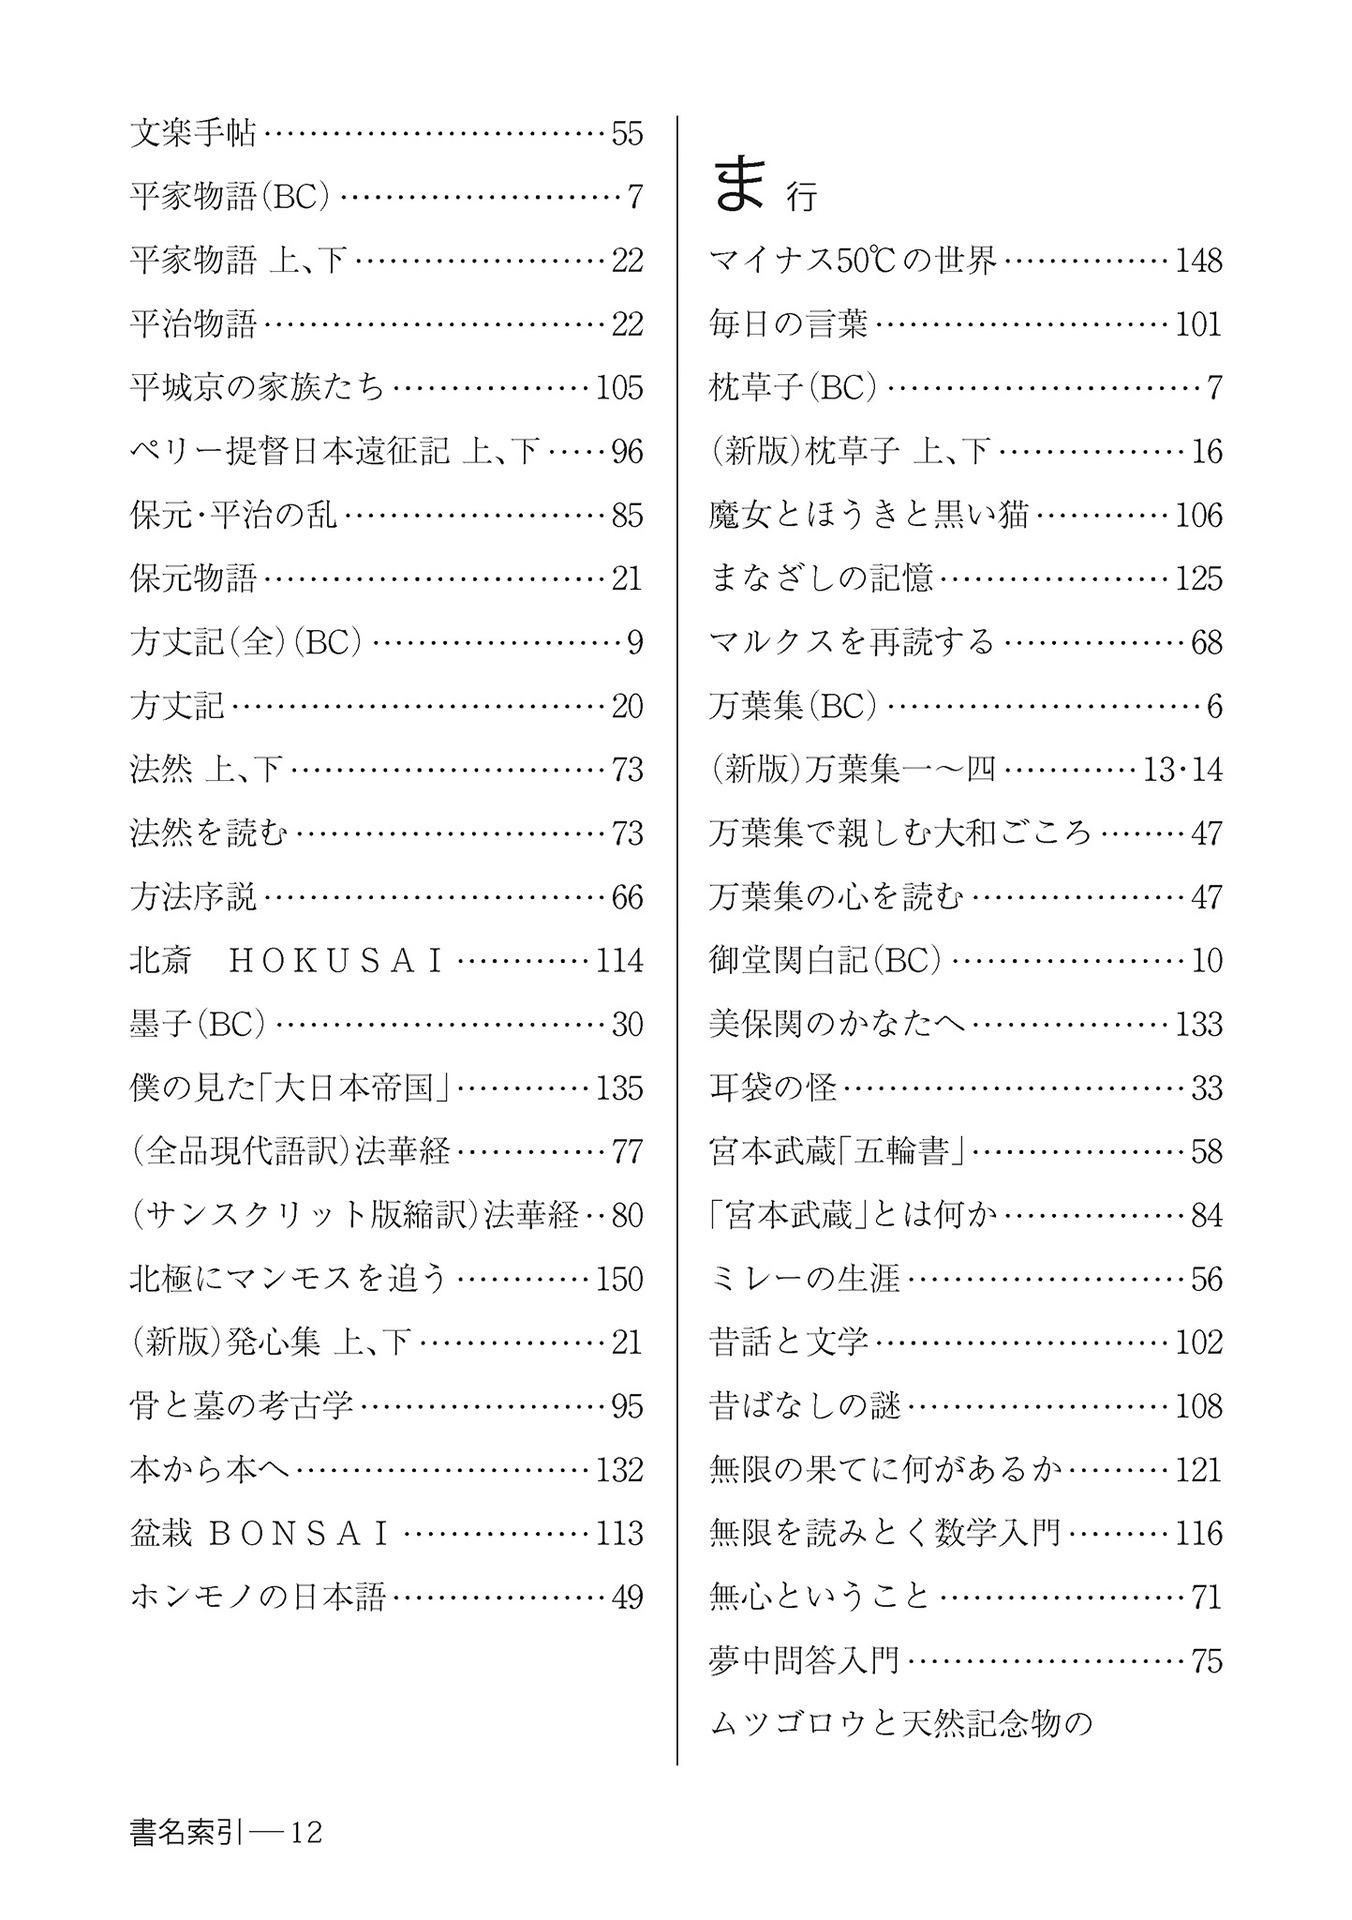 文楽手帖…………………………55
平家物語(BC)……………………7
平家物語 上、下…………………22
平治物語…………………………22
平城京の家族たち………………105
ペリー提督日本遠征記 上、下……96
保元・平治の乱……………………85
保元物語…………………………21
方丈記(全)(BC)…………………9
方丈記……………………………20
法然 上、下………………………73
法然を読む………………………73
方法序説…………………………66
北斎　ＨＯＫＵＳＡＩ…………114
墨子(BC)…………………………30
僕の見た「大日本帝国」…………135
(全品現代語訳)法華経…………77
(サンスクリット版縮訳)法華経‥80
北極にマンモスを追う…………150
(新版)発心集 上、下……………21
骨と墓の考古学…………………95
本から本へ………………………132
盆栽 ＢＯＮＳＡＩ………………113
ホンモノの日本語………………49
ま 行
マイナス50℃の世界……………148
毎日の言葉………………………101
枕草子(BC)………………………7
(新版)枕草子 上、下……………16
魔女とほうきと黒い猫…………106
まなざしの記憶…………………125
マルクスを再読する……………68
万葉集(BC)………………………6
(新版)万葉集一〜四…………13・14
万葉集で親しむ大和ごころ………47
万葉集の心を読む………………47
御堂関白記(BC)…………………10
美保関のかなたへ………………133
耳袋の怪…………………………33
宮本武蔵「五輪書」………………58
「宮本武蔵」とは何か……………84
ミレーの生涯……………………56
昔話と文学………………………102
昔ばなしの謎……………………108
無限の果てに何があるか………121
無限を読みとく数学入門………116
無心ということ…………………71
夢中問答入門……………………75
ムツゴロウと天然記念物の
書名索引―12